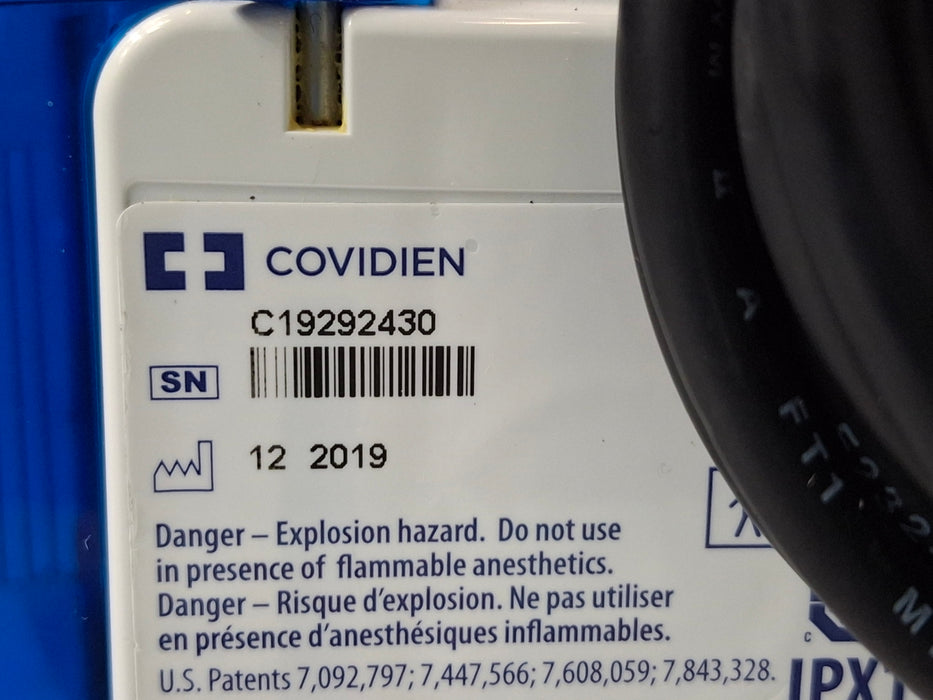 COVIDIEN
C19292430
SN
12 2019
Danger – Explosion hazard. Do not use
in presence of flammable anesthetics.
Danger – Risque d'explosion. Ne pas utiliser
en présence d'anesthésiques inflammables.
U.S. Patents 7,092,797; 7,447,566; 7,608,059; 7,843,328.
c
A
FT1
M